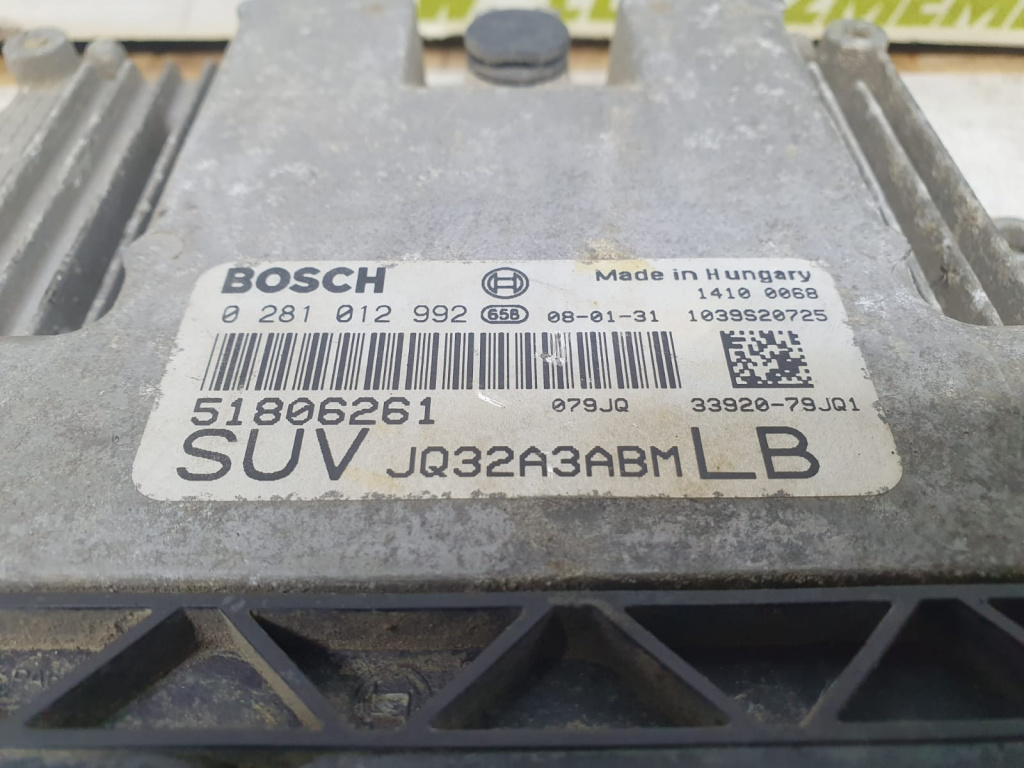 BOSCH
Made in Hungary
1410 0068
0 281 012 992 65B 08-01-31 1039S20725
51806261
079JQ
33920-79JQ1
SUV JQ32A3ABM LB